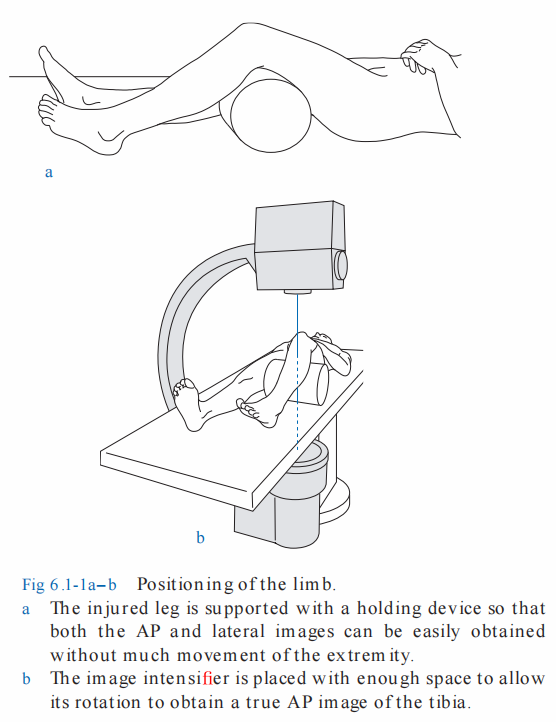 a
b
Fig 6.1-1a–b Positioning of the limb.
a The injured leg is supported with a holding device so that
both the AP and lateral images can be easily obtained
without much movement of the extremity.
b The image intensifier is placed with enough space to allow
its rotation to obtain a true AP image of the tibia.